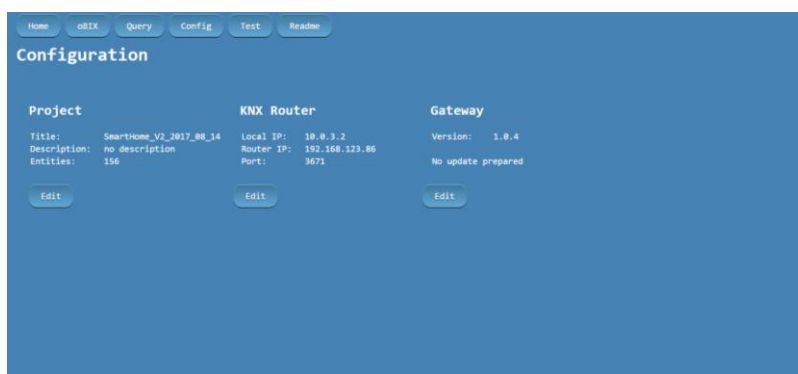 Home oBIX Query Config Test Readme
Configuration
Project
Title: SmartHome_V2_2017_08_14
Description: no description
Entities: 156
Edit
KNX Router
Local IP: 10.0.3.2
Router IP: 192.168.123.86
Port: 3671
Edit
Gateway
Version: 1.0.4
No update prepared
Edit